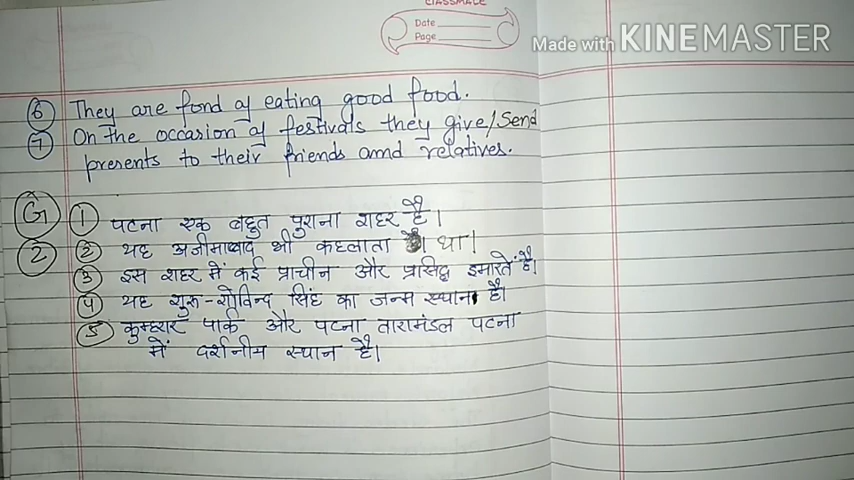 CLASSMATE
Date
Page
Made with KINEMASTER
6 They are fond of eating good food.
7 On the occasion of festivals they give/Send
presents to their friends and relatives.
G 1 पटना एक बहुत पुराना शहर है।
2 2 यह अजीमाबाद भी कहलाता था।
3 इस शहर में कई प्राचीन और प्रसिद्ध इमारतें है।
4 यह गुरू-गोविन्द सिंह का जन्म स्थान है।
5 कुम्हरार पार्क और पटना तारामंडल पटना
में दर्शनीय स्थान है।